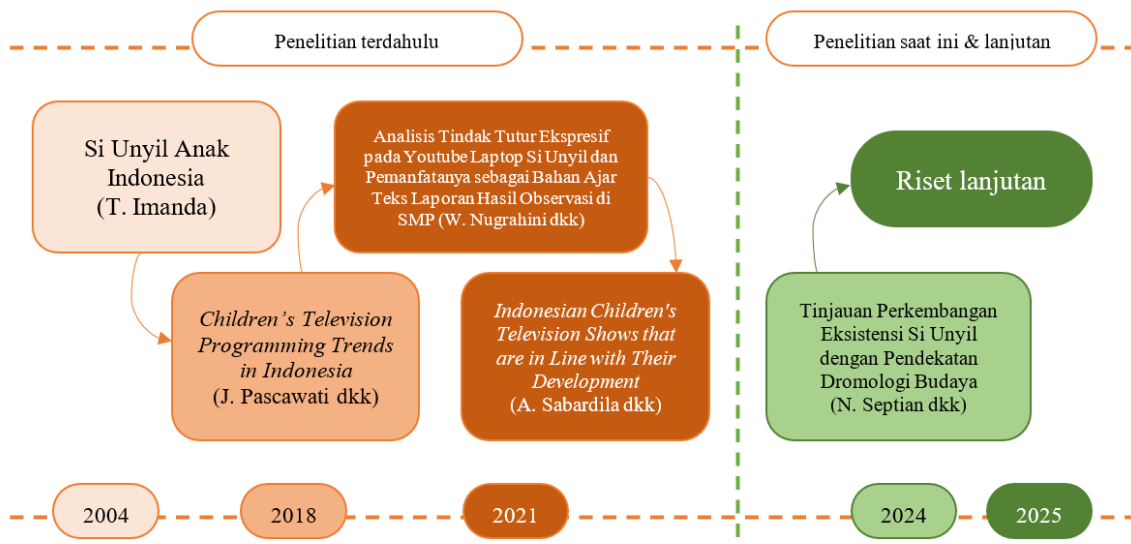 Penelitian terdahulu
Penelitian saat ini & lanjutan
Si Unyil Anak
Indonesia
(T. Imanda)
Children's Television
Programming Trends
in Indonesia
(J. Pascawati dkk)
Analisis Tindak Tutur Ekspresif
pada Youtube Laptop Si Unyil dan
Pemanfatanya sebagai Bahan Ajar
Teks Laporan Hasil Observasi di
SMP (W. Nugrahini dkk)
Indonesian Children's
Television Shows that
are in Line with Their
Development
(A. Sabardila dkk)
Riset lanjutan
Tinjauan Perkembangan
Eksistensi Si Unyil
dengan Pendekatan
Dromologi Budaya
(N. Septian dkk)
2004
2018
2021
2024
2025